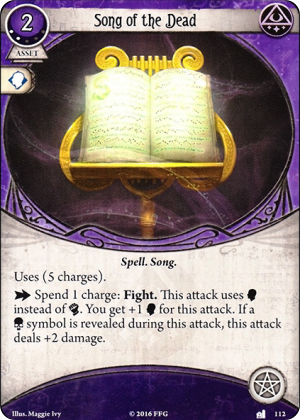 2
Song of the Dead
ASSET
Spell. Song.
Uses (5 charges).
Spend 1 charge: Fight. This attack uses
instead of . You get +1 for this attack. If a
symbol is revealed during this attack, this attack
deals +2 damage.
Illus. Maggie Ivy © 2016 FFG 112